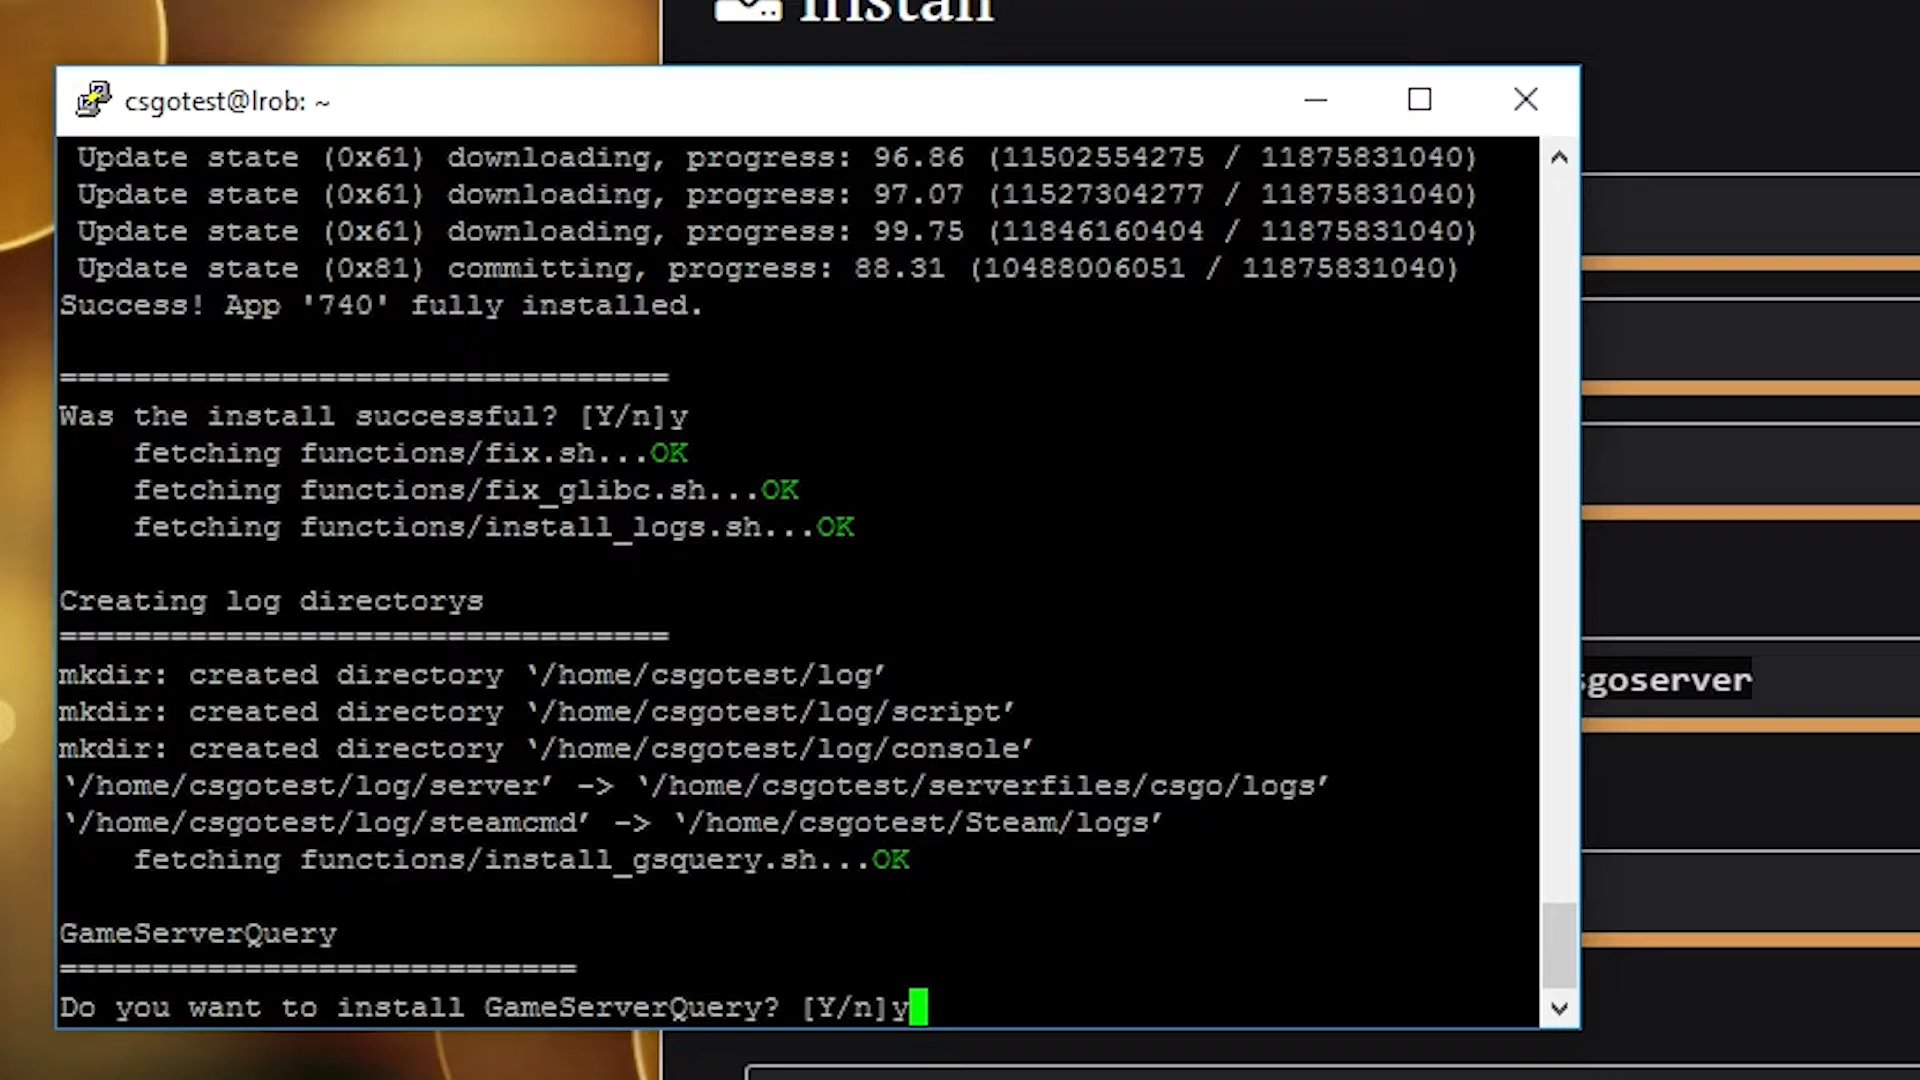 Install
csgotest@lrob: ~
Update state (0x61) downloading, progress: 96.86 (11502554275 / 11875831040)
Update state (0x61) downloading, progress: 97.07 (11527304277 / 11875831040)
Update state (0x61) downloading, progress: 99.75 (11846160404 / 11875831040)
Update state (0x81) committing, progress: 88.31 (10488006051 / 11875831040)
Success! App '740' fully installed.
=================================
Was the install successful? [Y/n]y
fetching functions/fix.sh...OK
fetching functions/fix_glibc.sh...OK
fetching functions/install_logs.sh...OK
Creating log directorys
=================================
mkdir: created directory ‘/home/csgotest/log’
mkdir: created directory ‘/home/csgotest/log/script’
mkdir: created directory ‘/home/csgotest/log/console’
‘/home/csgotest/log/server’ -> ‘/home/csgotest/serverfiles/csgo/logs’
‘/home/csgotest/log/steamcmd’ -> ‘/home/csgotest/Steam/logs’
fetching functions/install_gsquery.sh...OK
GameServerQuery
============================
Do you want to install GameServerQuery? [Y/n]y
sgoserver